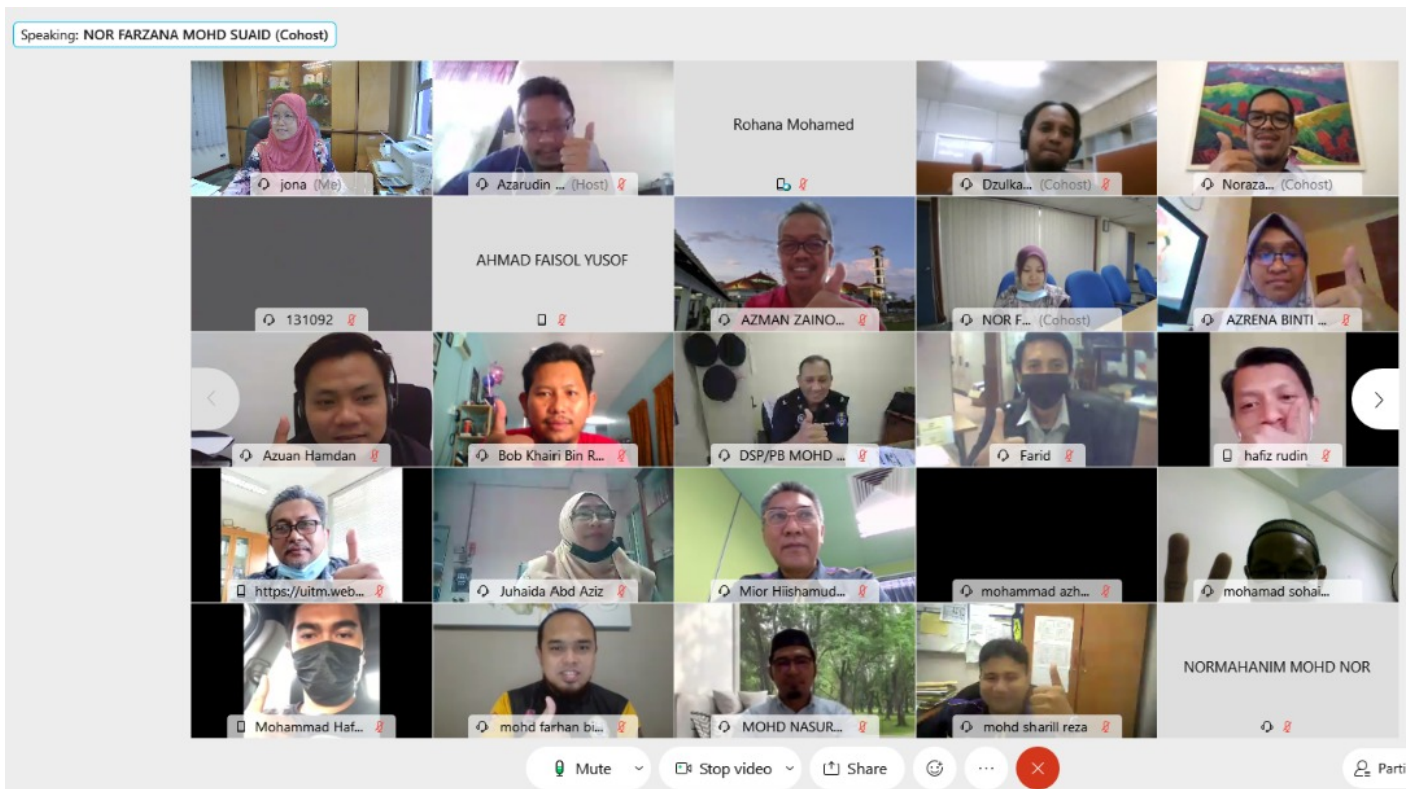 Speaking: NOR FARZANA MOHD SUAID (Cohost)
jona (Me)
Azarudin ... (Host)
Rohana Mohamed
Dzulka... (Cohost)
Noraza... (Cohost)
131092
AHMAD FAISOL YUSOF
AZMAN ZAINO...
NOR F... (Cohost)
AZRENA BINTI ...
Azuan Hamdan
Bob Khairi Bin R...
DSP/PB MOHD ...
Farid
hafiz rudin
https://uitm.web...
Juhaida Abd Aziz
Mior Hiishamud...
mohammad azh...
mohamad sohai...
Mohammad Haf...
mohd farhan bi...
MOHD NASUR...
mohd sharill reza
NORMAHANIM MOHD NOR
Mute
Stop video
Share
Parti